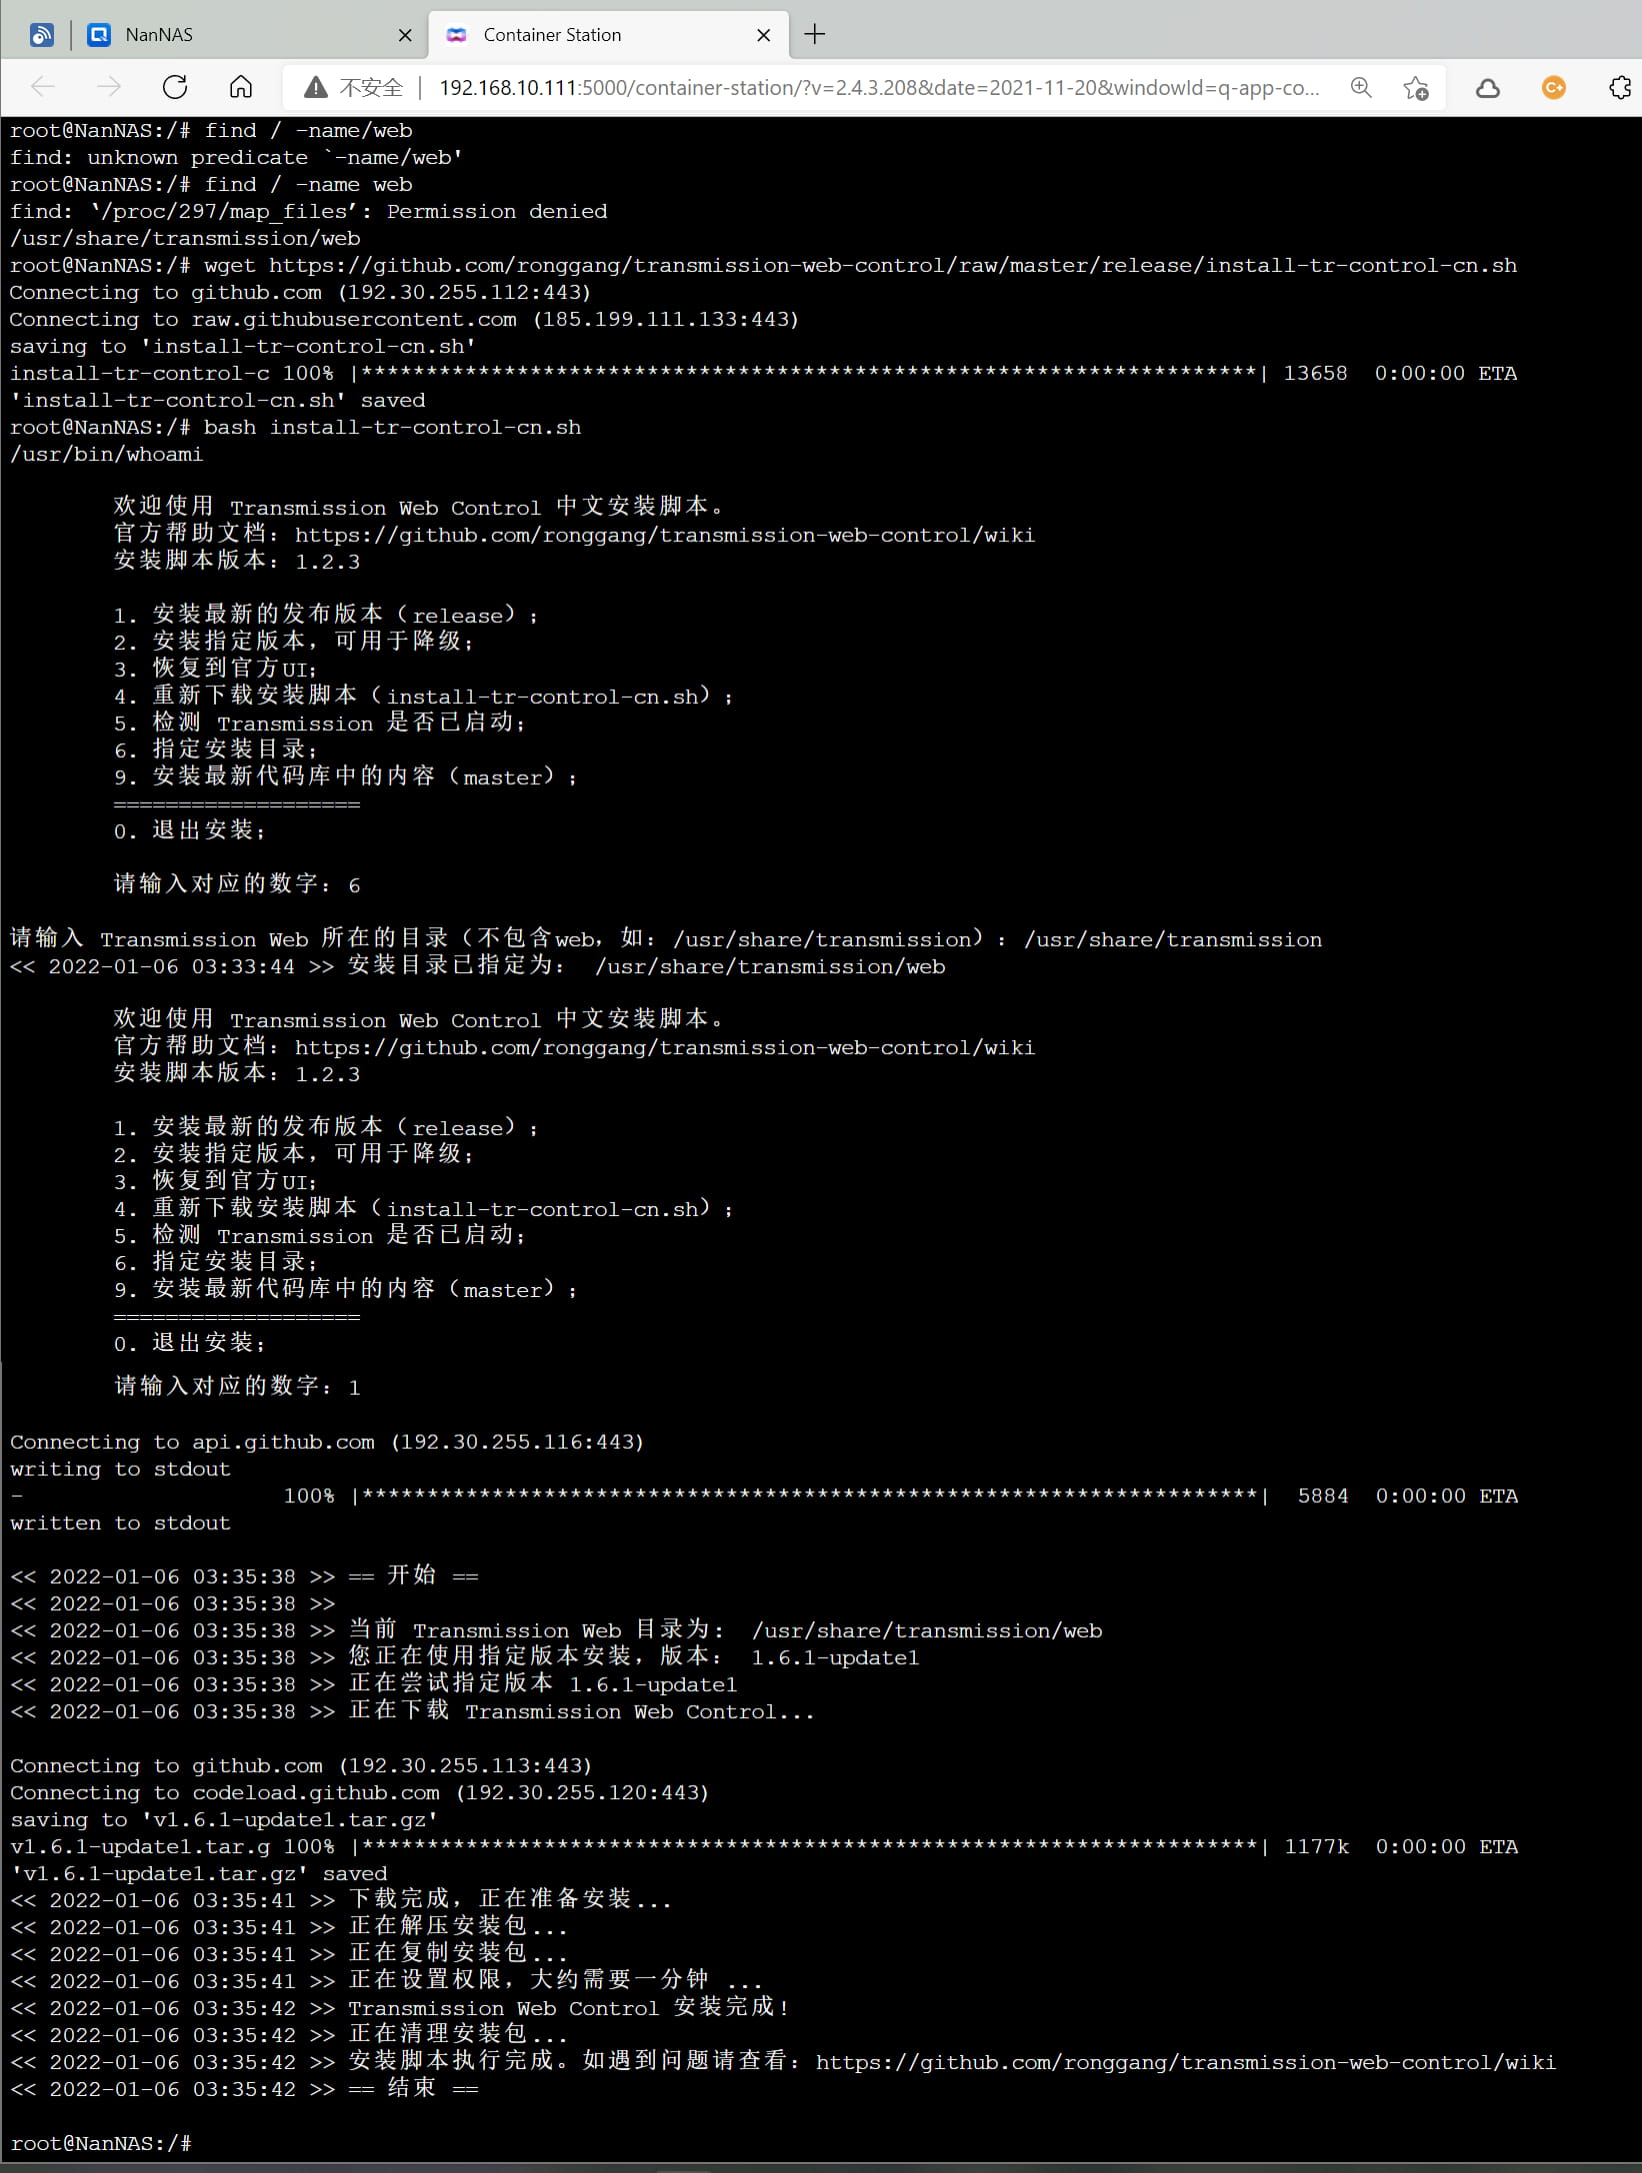 NanNAS
Container Station
不安全 192.168.10.111:5000/container-station/?v=2.4.3.208&date=2021-11-20&windowId=q-app-co...
root@NanNAS:/# find / -name/web
find: unknown predicate `-name/web'
root@NanNAS:/# find / -name web
find: ‘/proc/297/map_files’: Permission denied
/usr/share/transmission/web
root@NanNAS:/# wget https://github.com/ronggang/transmission-web-control/raw/master/release/install-tr-control-cn.sh
Connecting to github.com (192.30.255.112:443)
Connecting to raw.githubusercontent.com (185.199.111.133:443)
saving to 'install-tr-control-cn.sh'
install-tr-control-c 100% |*********************************************************************| 13658  0:00:00 ETA
'install-tr-control-cn.sh' saved
root@NanNAS:/# bash install-tr-control-cn.sh
/usr/bin/whoami
欢迎使用 Transmission Web Control 中文安装脚本。
官方帮助文档：https://github.com/ronggang/transmission-web-control/wiki
安装脚本版本：1.2.3
1. 安装最新的发布版本（release）；
2. 安装指定版本，可用于降级；
3. 恢复到官方UI；
4. 重新下载安装脚本（install-tr-control-cn.sh）；
5. 检测 Transmission 是否已启动；
6. 指定安装目录；
9. 安装最新代码库中的内容（master）；
===================
0. 退出安装；
请输入对应的数字：6
请输入 Transmission Web 所在的目录（不包含web，如：/usr/share/transmission）：/usr/share/transmission
<< 2022-01-06 03:33:44 >> 安装目录已指定为： /usr/share/transmission/web
欢迎使用 Transmission Web Control 中文安装脚本。
官方帮助文档：https://github.com/ronggang/transmission-web-control/wiki
安装脚本版本：1.2.3
1. 安装最新的发布版本（release）；
2. 安装指定版本，可用于降级；
3. 恢复到官方UI；
4. 重新下载安装脚本（install-tr-control-cn.sh）；
5. 检测 Transmission 是否已启动；
6. 指定安装目录；
9. 安装最新代码库中的内容（master）；
===================
0. 退出安装；
请输入对应的数字：1
Connecting to api.github.com (192.30.255.116:443)
writing to stdout
-                    100% |*********************************************************************|  5884  0:00:00 ETA
written to stdout
<< 2022-01-06 03:35:38 >> == 开始 ==
<< 2022-01-06 03:35:38 >>
<< 2022-01-06 03:35:38 >> 当前 Transmission Web 目录为： /usr/share/transmission/web
<< 2022-01-06 03:35:38 >> 您正在使用指定版本安装，版本： 1.6.1-update1
<< 2022-01-06 03:35:38 >> 正在尝试指定版本 1.6.1-update1
<< 2022-01-06 03:35:38 >> 正在下载 Transmission Web Control...
Connecting to github.com (192.30.255.113:443)
Connecting to codeload.github.com (192.30.255.120:443)
saving to 'v1.6.1-update1.tar.gz'
v1.6.1-update1.tar.g 100% |*********************************************************************| 1177k  0:00:00 ETA
'v1.6.1-update1.tar.gz' saved
<< 2022-01-06 03:35:41 >> 下载完成，正在准备安装...
<< 2022-01-06 03:35:41 >> 正在解压安装包...
<< 2022-01-06 03:35:41 >> 正在复制安装包...
<< 2022-01-06 03:35:41 >> 正在设置权限，大约需要一分钟 ...
<< 2022-01-06 03:35:42 >> Transmission Web Control 安装完成!
<< 2022-01-06 03:35:42 >> 正在清理安装包...
<< 2022-01-06 03:35:42 >> 安装脚本执行完成。如遇到问题请查看：https://github.com/ronggang/transmission-web-control/wiki
<< 2022-01-06 03:35:42 >> == 结束 ==
root@NanNAS:/#